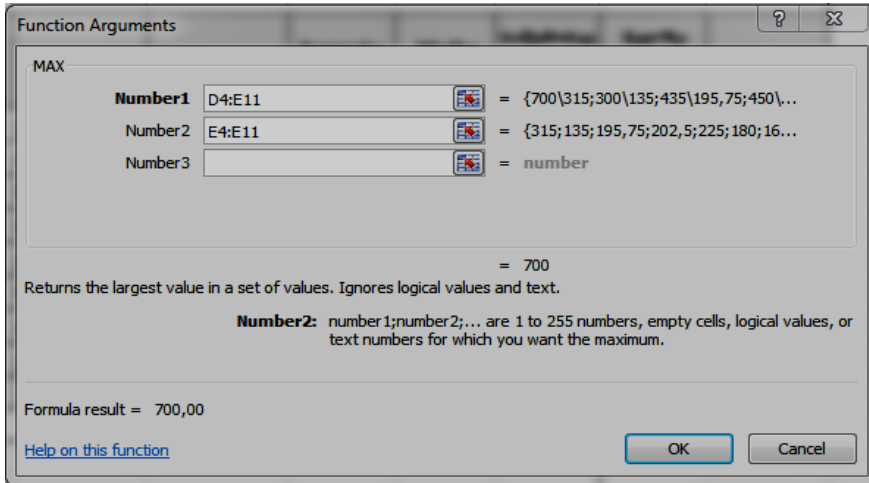 Function Arguments
MAX
Number1 D4:E11 = {700\315;300\135;435\195,75;450\...
Number2 E4:E11 = {315;135;195,75;202,5;225;180;16...
Number3 = number
= 700
Returns the largest value in a set of values. Ignores logical values and text.
Number2: number1;number2;... are 1 to 255 numbers, empty cells, logical values, or
text numbers for which you want the maximum.
Formula result = 700,00
Help on this function
OK Cancel